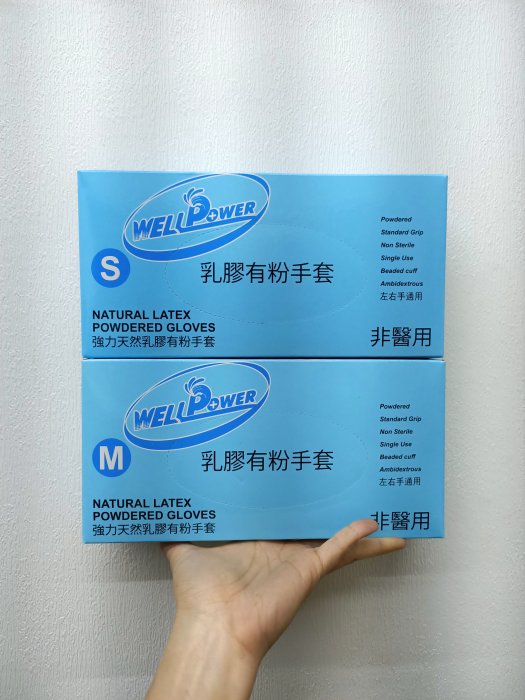 WELL POWER
S
乳膠有粉手套
NATURAL LATEX
POWDERED GLOVES
強力天然乳膠有粉手套
Powdered
Standard Grip
Non Sterile
Single Use
Beaded cuff
Ambidextrous
左右手通用
非醫用
WELL POWER
M
乳膠有粉手套
NATURAL LATEX
POWDERED GLOVES
強力天然乳膠有粉手套
Powdered
Standard Grip
Non Sterile
Single Use
Beaded cuff
Ambidextrous
左右手通用
非醫用